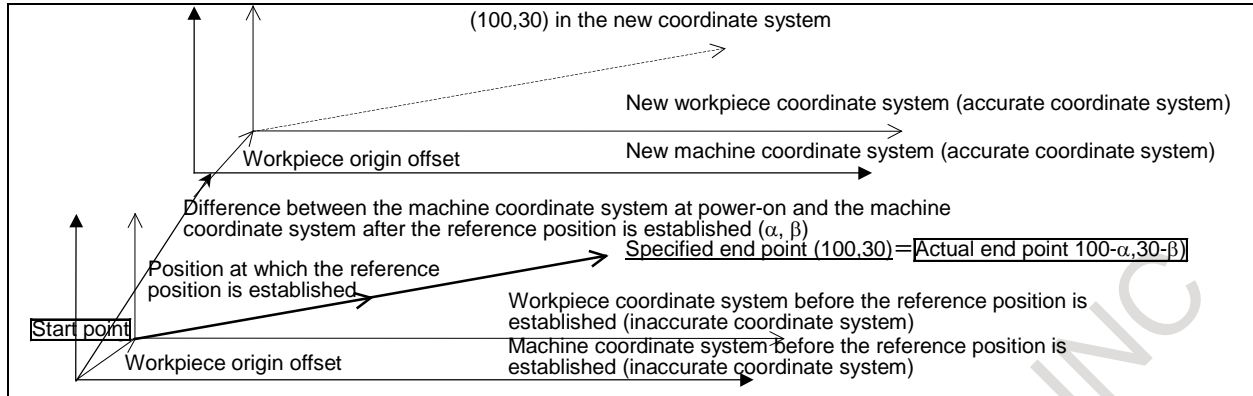 (100,30) in the new coordinate system
New workpiece coordinate system (accurate coordinate system)
Workpiece origin offset
New machine coordinate system (accurate coordinate system)
Difference between the machine coordinate system at power-on and the machine
coordinate system after the reference position is established (α, β)
Specified end point (100,30)=Actual end point 100-α,30-β)
Position at which the reference
position is established
Workpiece coordinate system before the reference position is
established (inaccurate coordinate system)
Start point
Machine coordinate system before the reference position is
established (inaccurate coordinate system)
Workpiece origin offset
INC